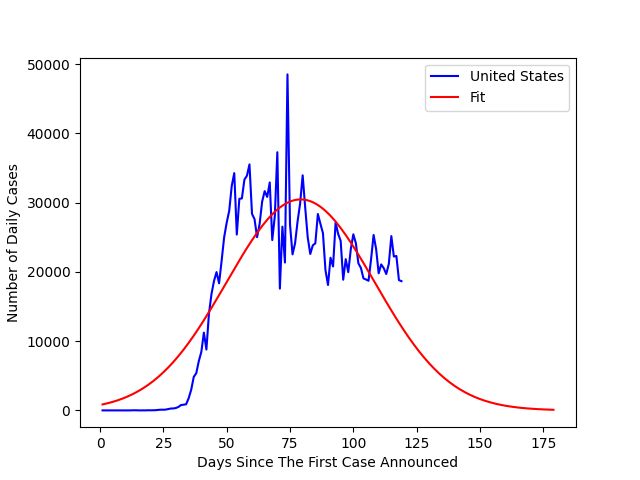 50000
40000
30000
20000
10000
0
Number of Daily Cases
United States
Fit
0 25 50 75 100 125 150 175
Days Since The First Case Announced